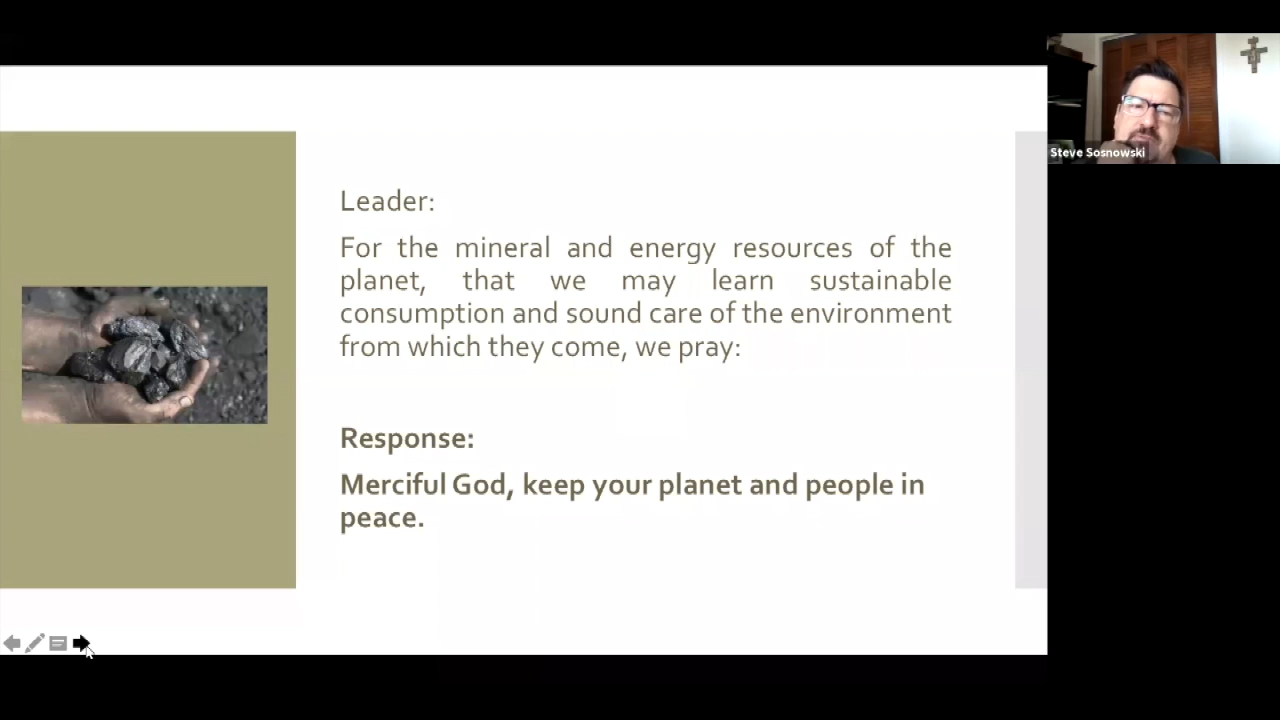 Leader:
For the mineral and energy resources of the
planet, that we may learn sustainable
consumption and sound care of the environment
from which they come, we pray:
Response:
Merciful God, keep your planet and people in
peace.
Steve Sosnowski